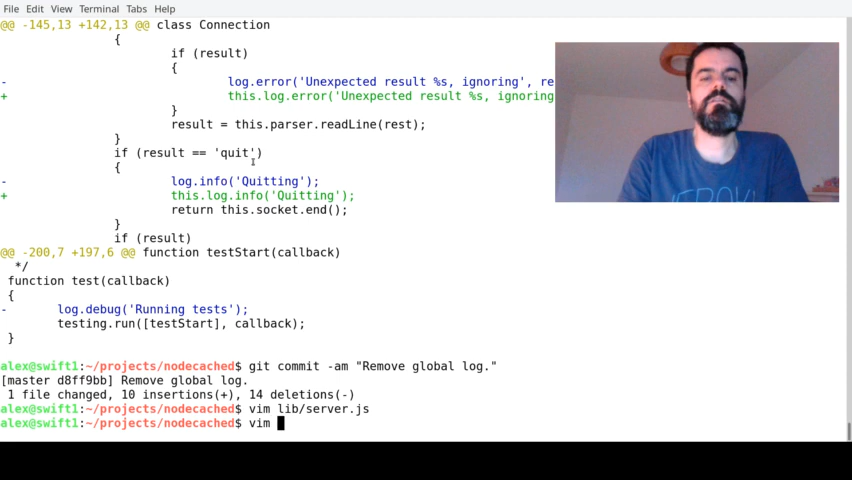 File Edit View Terminal Tabs Help
@@ -145,13 +142,13 @@ class Connection
{
if (result)
{
- log.error('Unexpected result %s, ignoring', re
+ this.log.error('Unexpected result %s, ignoring
}
result = this.parser.readLine(rest);
}
if (result == 'quit')
{
- log.info('Quitting');
+ this.log.info('Quitting');
return this.socket.end();
}
if (result)
@@ -200,7 +197,6 @@ function testStart(callback)
*/
function test(callback)
{
- log.debug('Running tests');
testing.run([testStart], callback);
}
alex@swift1:~/projects/nodecached$ git commit -am "Remove global log."
[master d8ff9bb] Remove global log.
1 file changed, 10 insertions(+), 14 deletions(-)
alex@swift1:~/projects/nodecached$ vim lib/server.js
alex@swift1:~/projects/nodecached$ vim